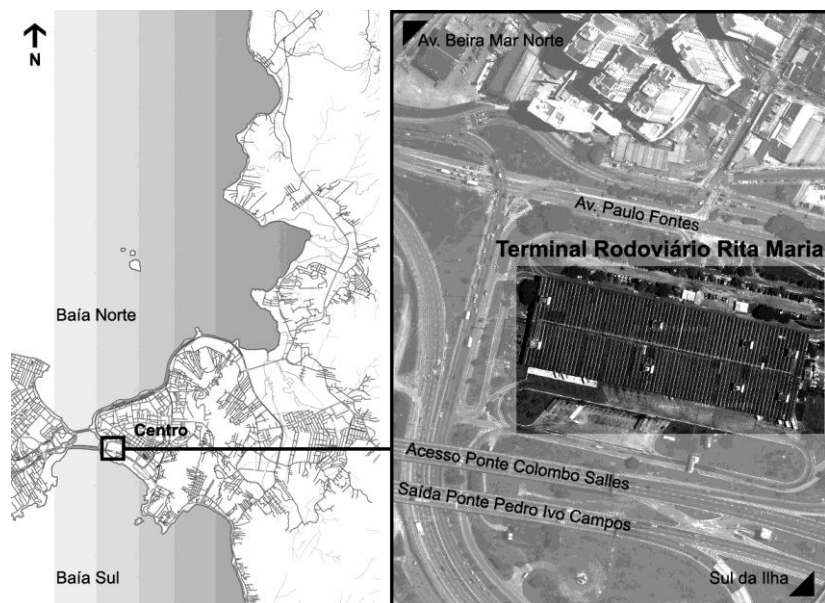 N
Baía Norte
Centro
Baía Sul
Av. Beira Mar Norte
Av. Paulo Fontes
Terminal Rodoviário Rita Maria
Acesso Ponte Colombo Salles
Saída Ponte Pedro Ivo Campos
Sul da Ilha